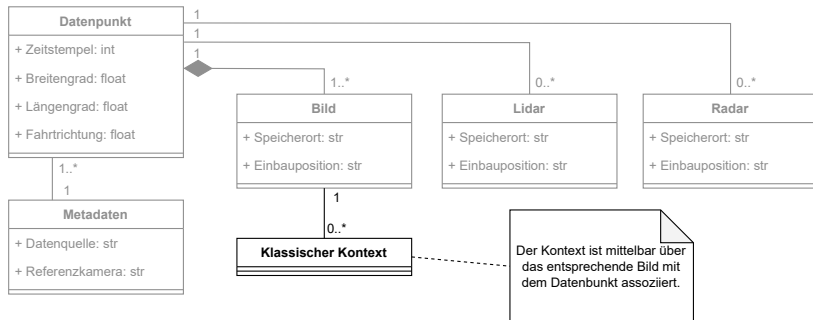 Datenpunkt
+ Zeitstempel: int
+ Breitengrad: float
+ Längengrad: float
+ Fahrtrichtung: float
1
1
1
1..*
0..*
0..*
Bild
+ Speicherort: str
+ Einbauposition: str
Lidar
+ Speicherort: str
+ Einbauposition: str
Radar
+ Speicherort: str
+ Einbauposition: str
1..*
1
Metadaten
+ Datenquelle: str
+ Referenzkamera: str
1
0..*
Klassischer Kontext
Der Kontext ist mittelbar über
das entsprechende Bild mit
dem Datenbunkt assoziiert.